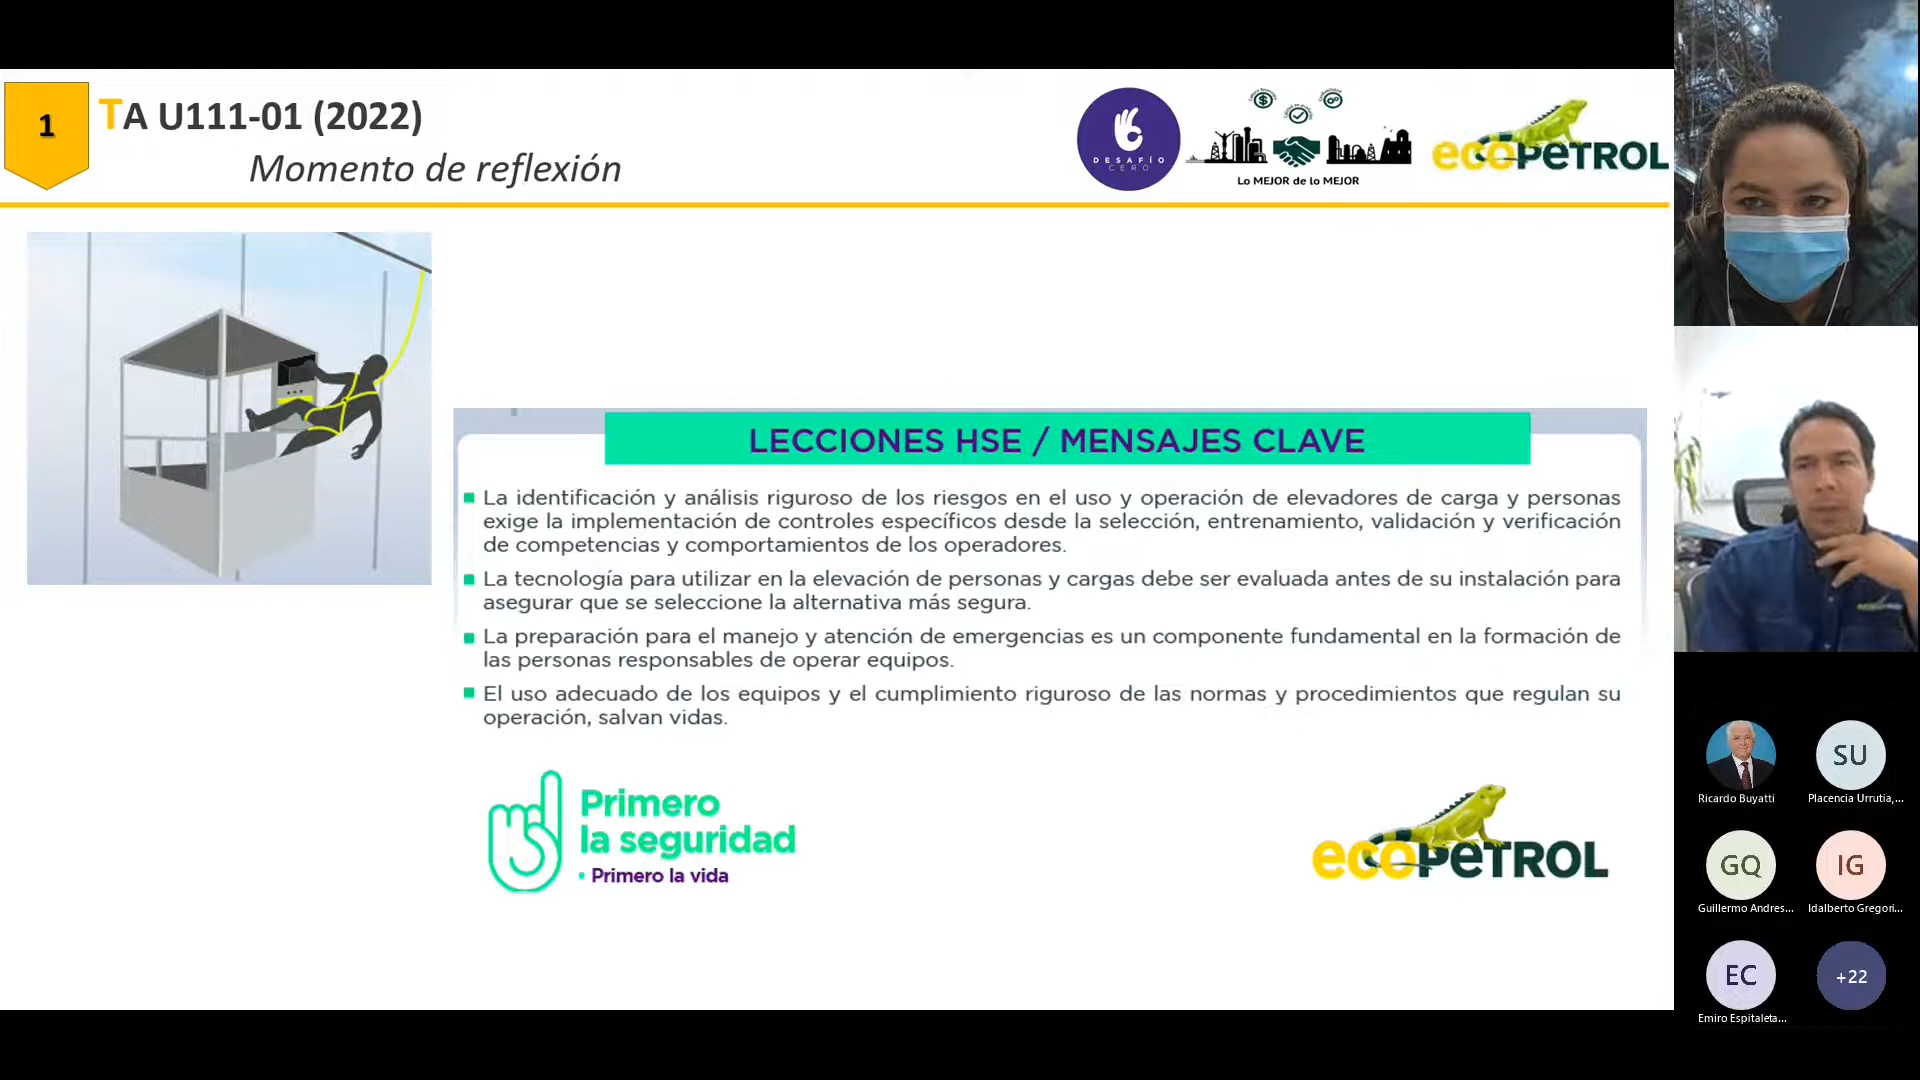 1
TA U111-01 (2022)
Momento de reflexión
DESAFÍO
CERO
Lo MEJOR de lo MEJOR
ecopetrol
LECCIONES HSE / MENSAJES CLAVE
La identificación y análisis riguroso de los riesgos en el uso y operación de elevadores de carga y personas
exige la implementación de controles específicos desde la selección, entrenamiento, validación y verificación
de competencias y comportamientos de los operadores.
La tecnología para utilizar en la elevación de personas y cargas debe ser evaluada antes de su instalación para
asegurar que se seleccione la alternativa más segura.
La preparación para el manejo y atención de emergencias es un componente fundamental en la formación de
las personas responsables de operar equipos.
El uso adecuado de los equipos y el cumplimiento riguroso de las normas y procedimientos que regulan su
operación, salvan vidas.
Primero
la seguridad
Primero la vida
ecopetrol
Ricardo Buyatti
SU
Placencia Urrutia,...
GQ
Guillermo Andres...
IG
Idalberto Gregori...
EC
Emiro Espitaleta...
+22